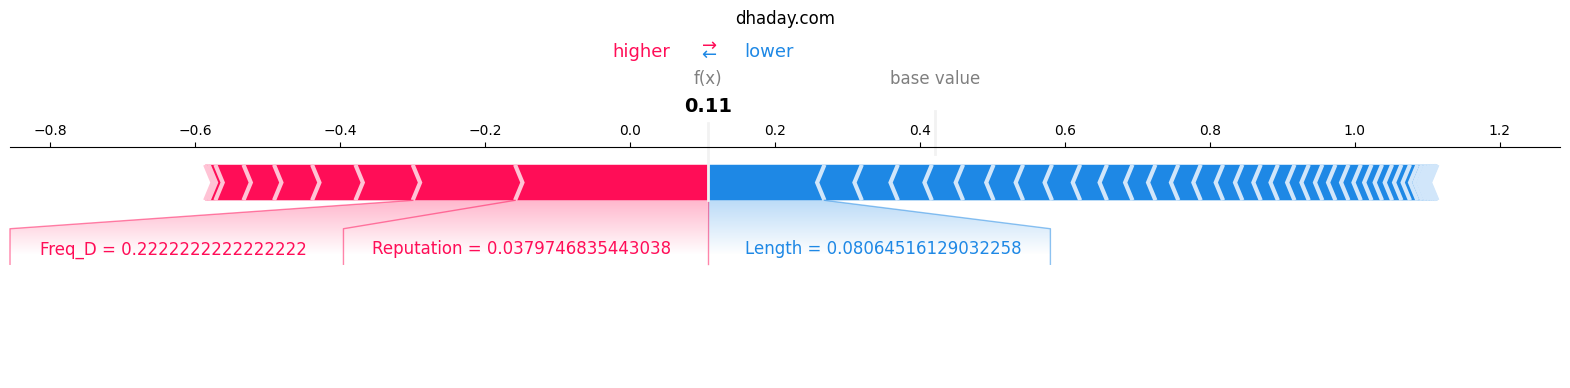 dhaday.com
higher → ← lower
f(x) base value
0.11
−0.8 −0.6 −0.4 −0.2 0.0 0.2 0.4 0.6 0.8 1.0 1.2
Freq_D = 0.2222222222222222 Reputation = 0.0379746835443038 Length = 0.08064516129032258